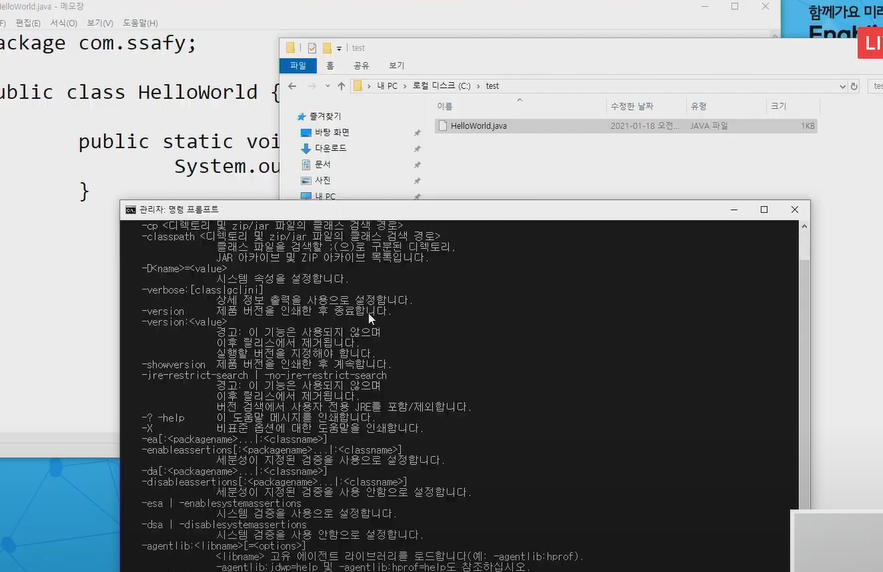 HelloWorld.java - 메모장
편집(E) 서식(O) 보기(V) 도움말(H)
package com.ssafy;
public class HelloWorld {
public static
System.
}
함께가요
test
파일 홈 공유 보기
내 PC > 로컬 디스크 (C:) > test
이름 수정한 날짜 유형 크기
HelloWorld.java 2021-01-18 오전... JAVA 파일 1KB
즐겨찾기
바탕 화면
다운로드
문서
사진
내 PC
관리자: 명령 프롬프트
-cp <디렉토리 및 zip/jar 파일의 클래스 검색 경로>
-classpath <디렉토리 및 zip/jar 파일의 클래스 검색 경로>
클래스 파일을 검색할 ;(으)로 구분된 디렉토리,
JAR 아카이브 및 ZIP 아카이브 목록입니다.
-D<name>=<value>
시스템 속성을 설정합니다.
-verbose:[class|gc|jni]
상세 정보 출력을 사용으로 설정합니다.
-version 제품 버전을 인쇄한 후 종료합니다.
-version:<value>
경고: 이 기능은 사용되지 않으며
이후 릴리스에서 제거됩니다.
실행할 버전을 지정해야 합니다.
-showversion 제품 버전을 인쇄한 후 계속합니다.
-jre-restrict-search | -no-jre-restrict-search
경고: 이 기능은 사용되지 않으며
이후 릴리스에서 제거됩니다.
버전 검색에서 사용자 전용 JRE를 포함/제외합니다.
-? -help 이 도움말 메시지를 인쇄합니다.
-X 비표준 옵션에 대한 도움말을 인쇄합니다.
-ea[:<packagename>...|:<classname>]
-enableassertions[:<packagename>...|:<classname>]
세분성이 지정된 검증을 사용으로 설정합니다.
-da[:<packagename>...|:<classname>]
-disableassertions[:<packagename>...|:<classname>]
세분성이 지정된 검증을 사용 안함으로 설정합니다.
-esa | -enablesystemassertions
시스템 검증을 사용으로 설정합니다.
-dsa | -disablesystemassertions
시스템 검증을 사용 안함으로 설정합니다.
-agentlib:<libname>[=<options>]
<libname> 고유 에이전트 라이브러리를 로드합니다(예: -agentlib:hprof).
-agentlib:jdwp=help 및 -agentlib:hprof=help도 참조하십시오.